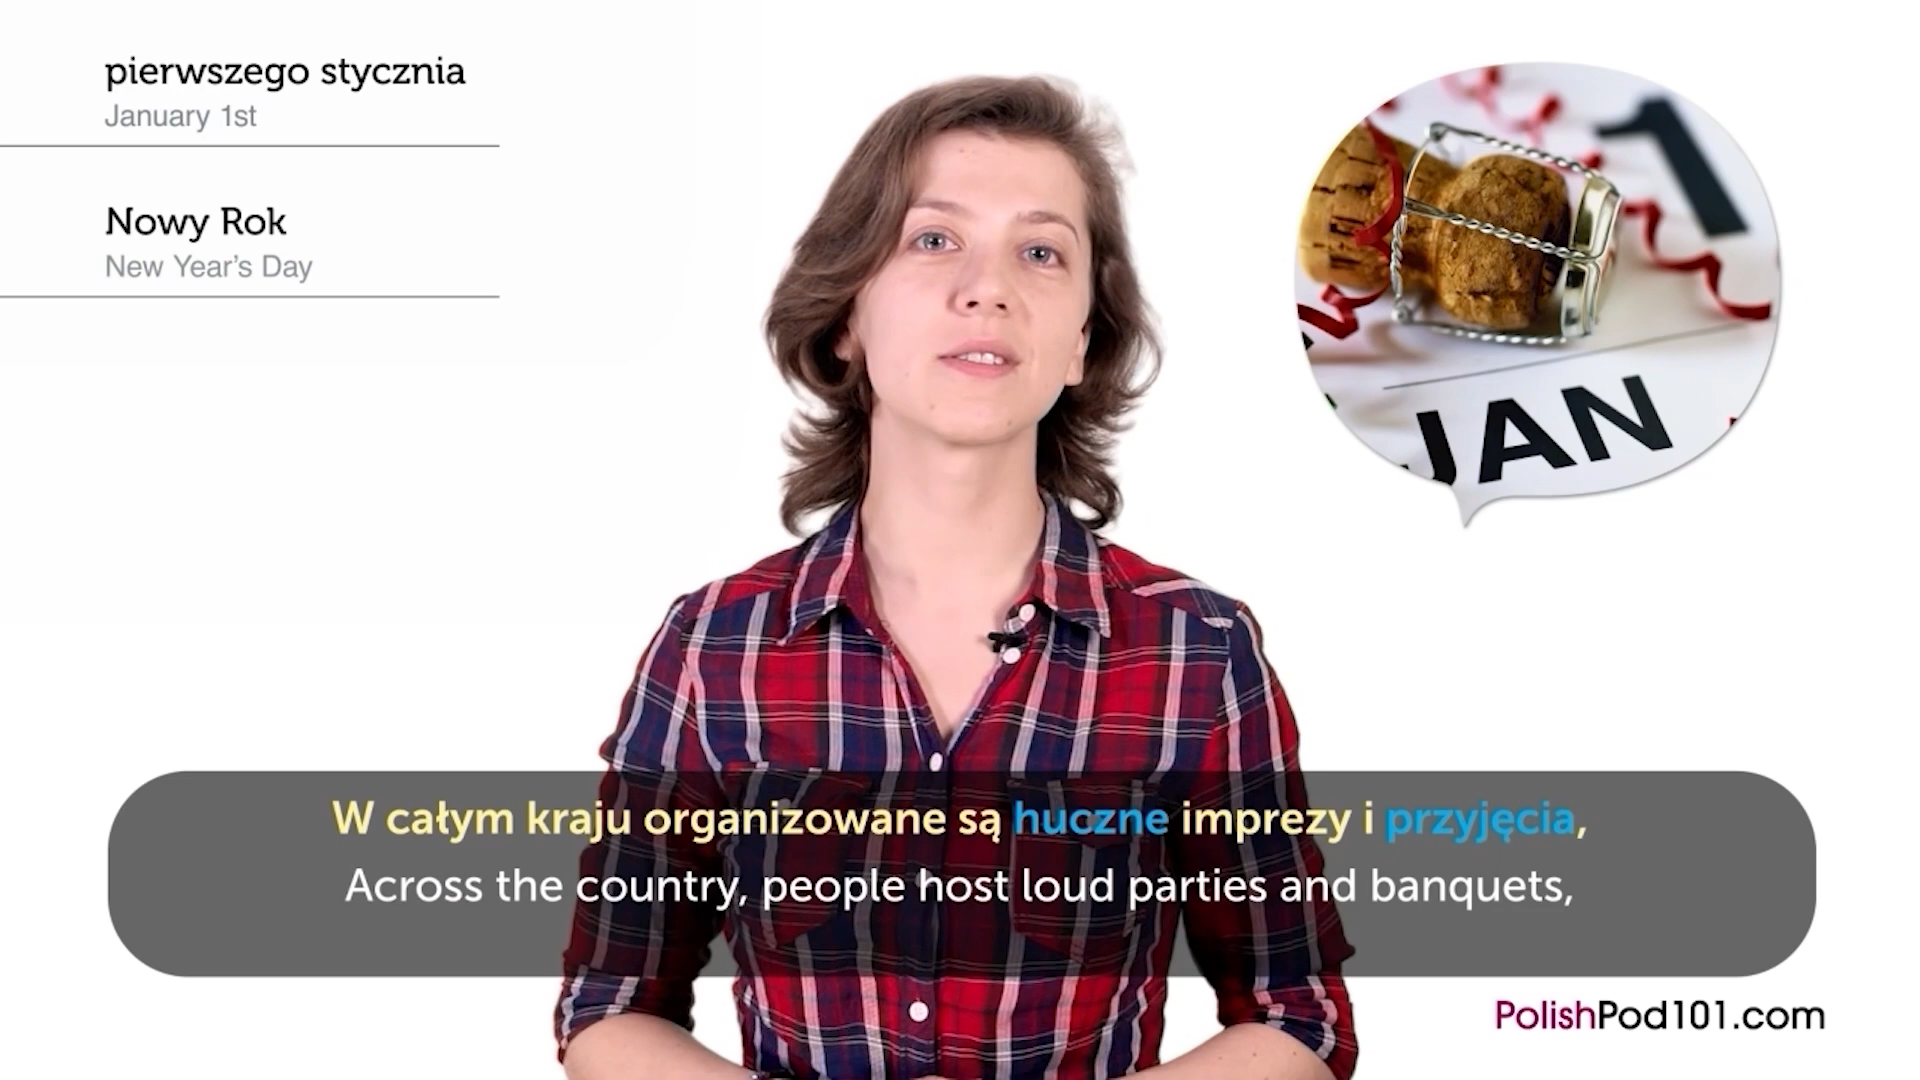 pierwszego stycznia
January 1st
Nowy Rok
New Year's Day
1
JAN
W całym kraju organizowane są huczne imprezy i przyjęcia,
Across the country, people host loud parties and banquets,
PolishPod101.com